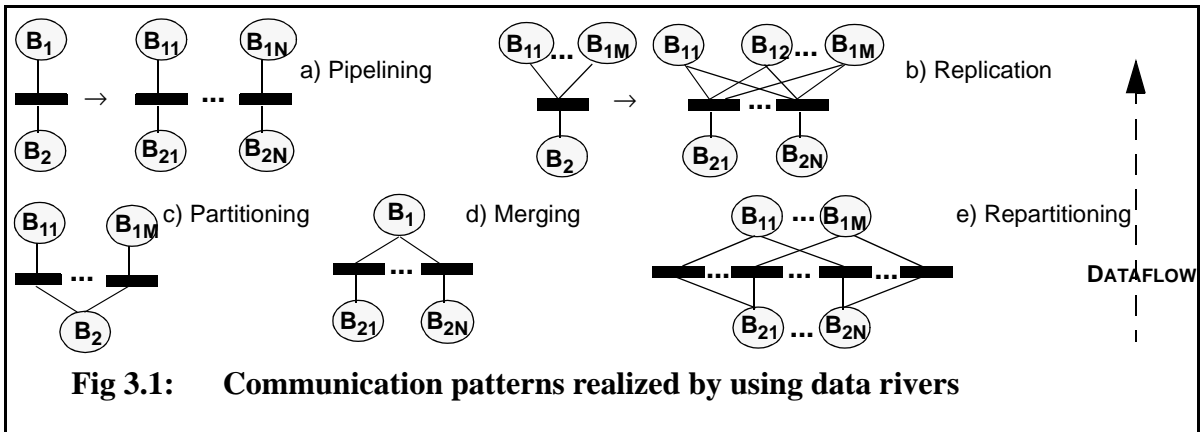 B1 B11 B1N B11 ... B1M B11 B12 ... B1M
a) Pipelining b) Replication
→ ... → ...
B2 B21 B2N B2 B21 B2N
B11 B1M c) Partitioning B1 d) Merging B11 ... B1M e) Repartitioning
... ... ... ... ... DATAFLOW
B2 B21 B2N B21 ... B2N
Fig 3.1: Communication patterns realized by using data rivers